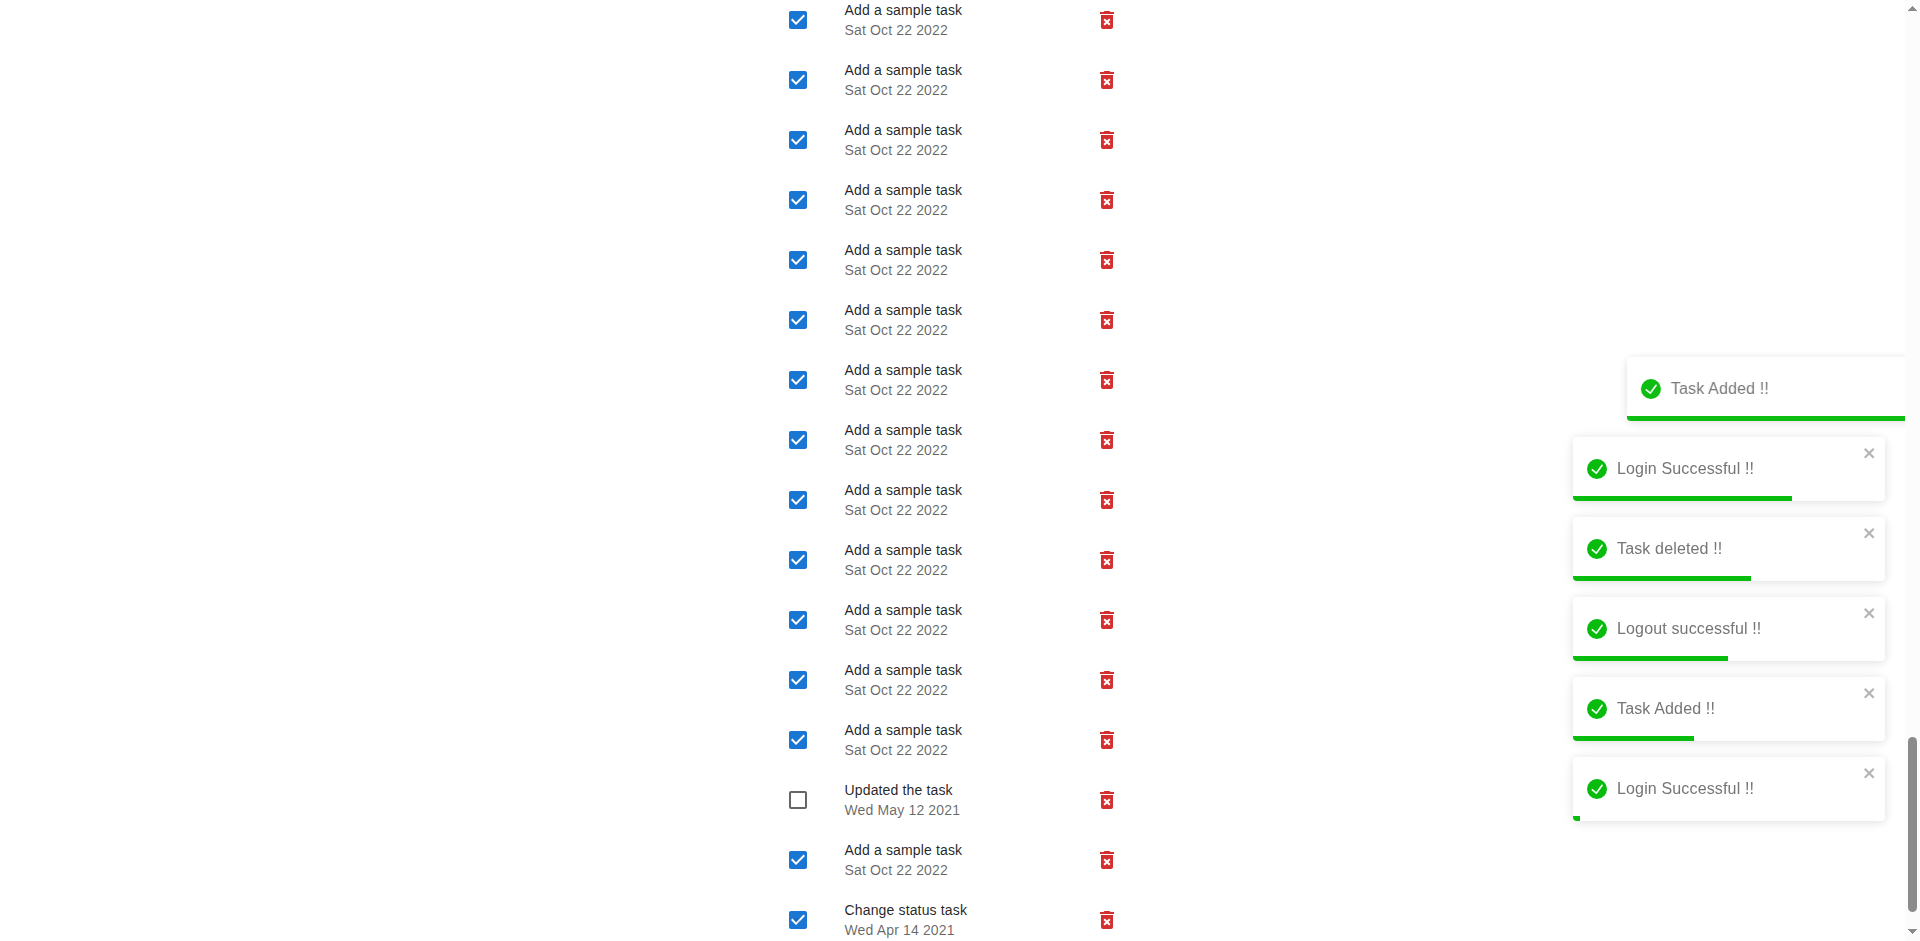 Add a sample task
Sat Oct 22 2022
Add a sample task
Sat Oct 22 2022
Add a sample task
Sat Oct 22 2022
Add a sample task
Sat Oct 22 2022
Add a sample task
Sat Oct 22 2022
Add a sample task
Sat Oct 22 2022
Add a sample task
Sat Oct 22 2022
Add a sample task
Sat Oct 22 2022
Add a sample task
Sat Oct 22 2022
Add a sample task
Sat Oct 22 2022
Add a sample task
Sat Oct 22 2022
Add a sample task
Sat Oct 22 2022
Add a sample task
Sat Oct 22 2022
Updated the task
Wed May 12 2021
Add a sample task
Sat Oct 22 2022
Change status task
Wed Apr 14 2021
Task Added !!
Login Successful !!
Task deleted !!
Logout successful !!
Task Added !!
Login Successful !!